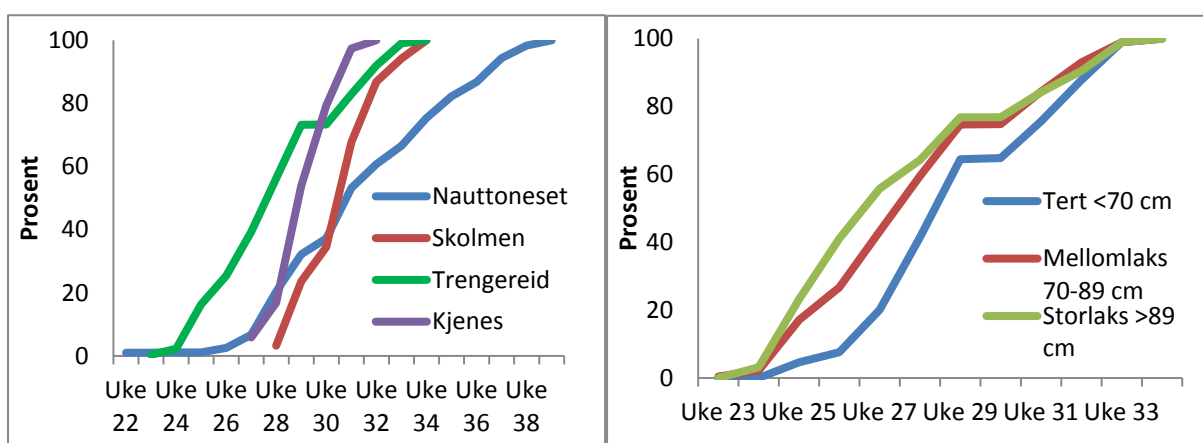 Prosent
100
80
60
40
20
0
Nauttoneset
Skolmen
Trengereid
Kjenes
Uke Uke Uke Uke Uke Uke Uke Uke Uke
22 24 26 28 30 32 34 36 38
Prosent
100
80
60
40
20
0
Tert <70 cm
Mellomlaks
70-89 cm
Storlaks >89
cm
Uke 23 Uke 25 Uke 27 Uke 29 Uke 31 Uke 33